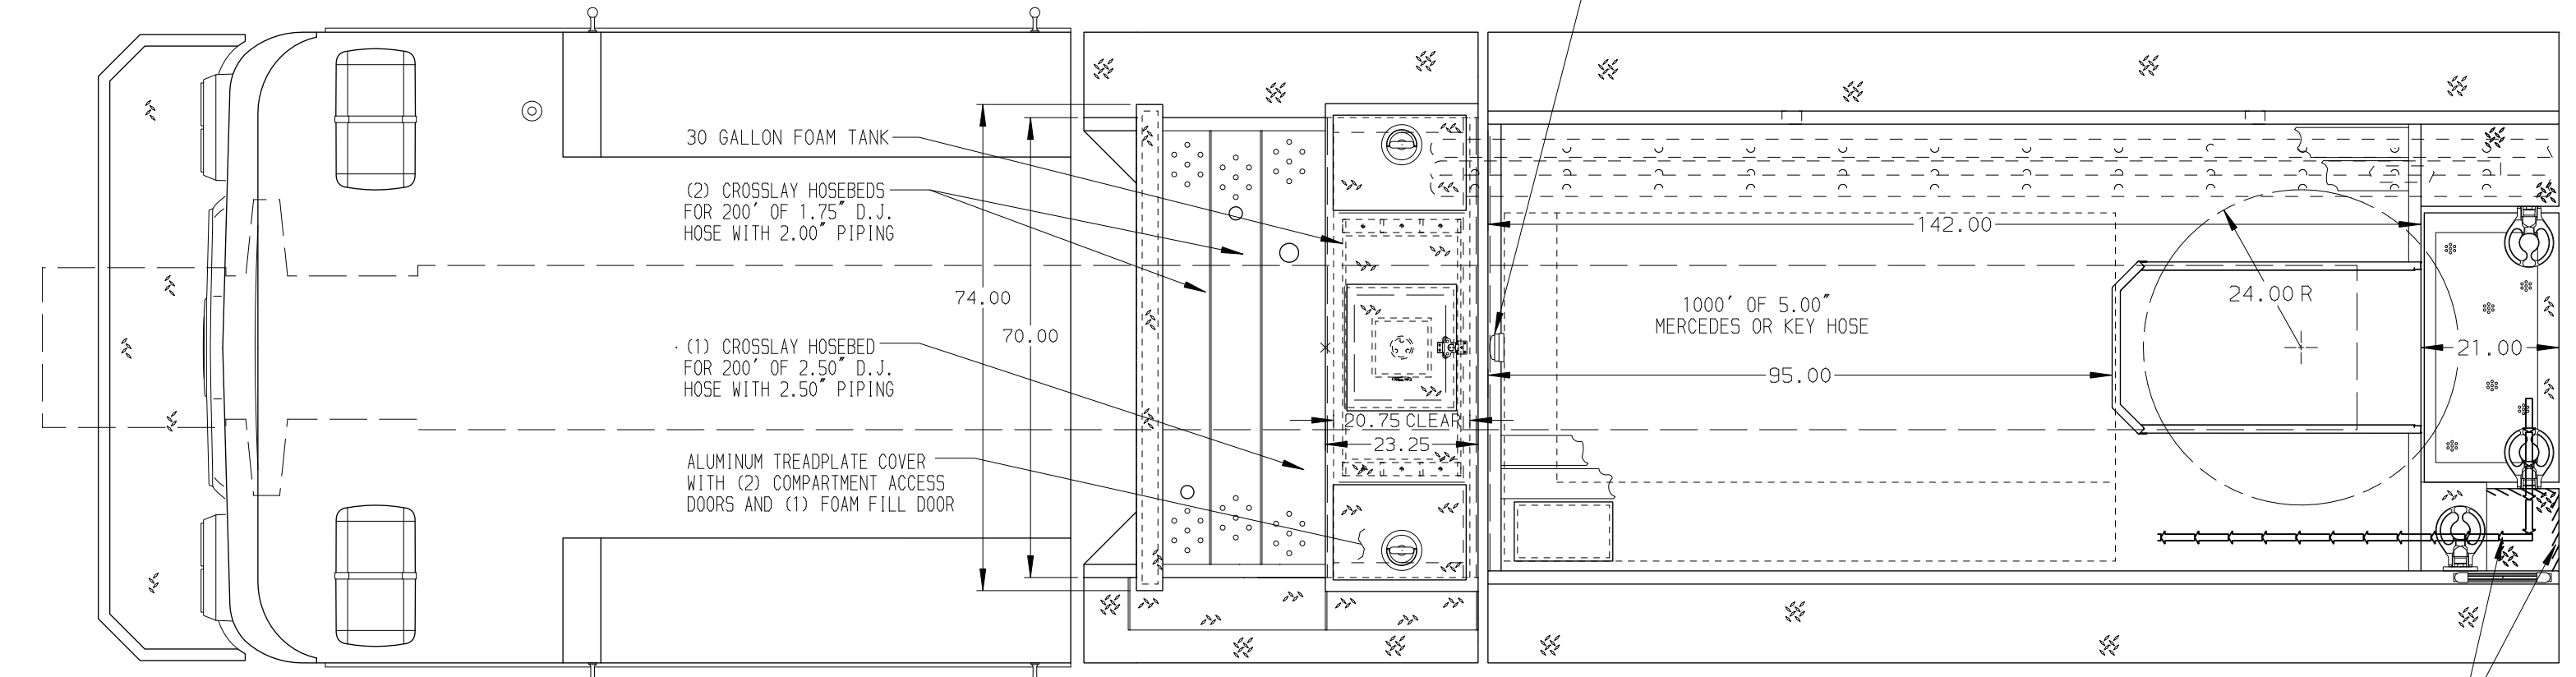 30 GALLON FOAM TANK
(2) CROSSLAY HOSEBEDS
FOR 200' OF 1.75" D.J.
HOSE WITH 2.00" PIPING
74.00
70.00
(1) CROSSLAY HOSEBED
FOR 200' OF 2.50" D.J.
HOSE WITH 2.50" PIPING
ALUMINUM TREADPLATE COVER
WITH (2) COMPARTMENT ACCESS
DOORS AND (1) FOAM FILL DOOR
20.75 CLEAR
23.25
142.00
1000' OF 5.00"
MERCEDES OR KEY HOSE
95.00
24.00 R
21.00